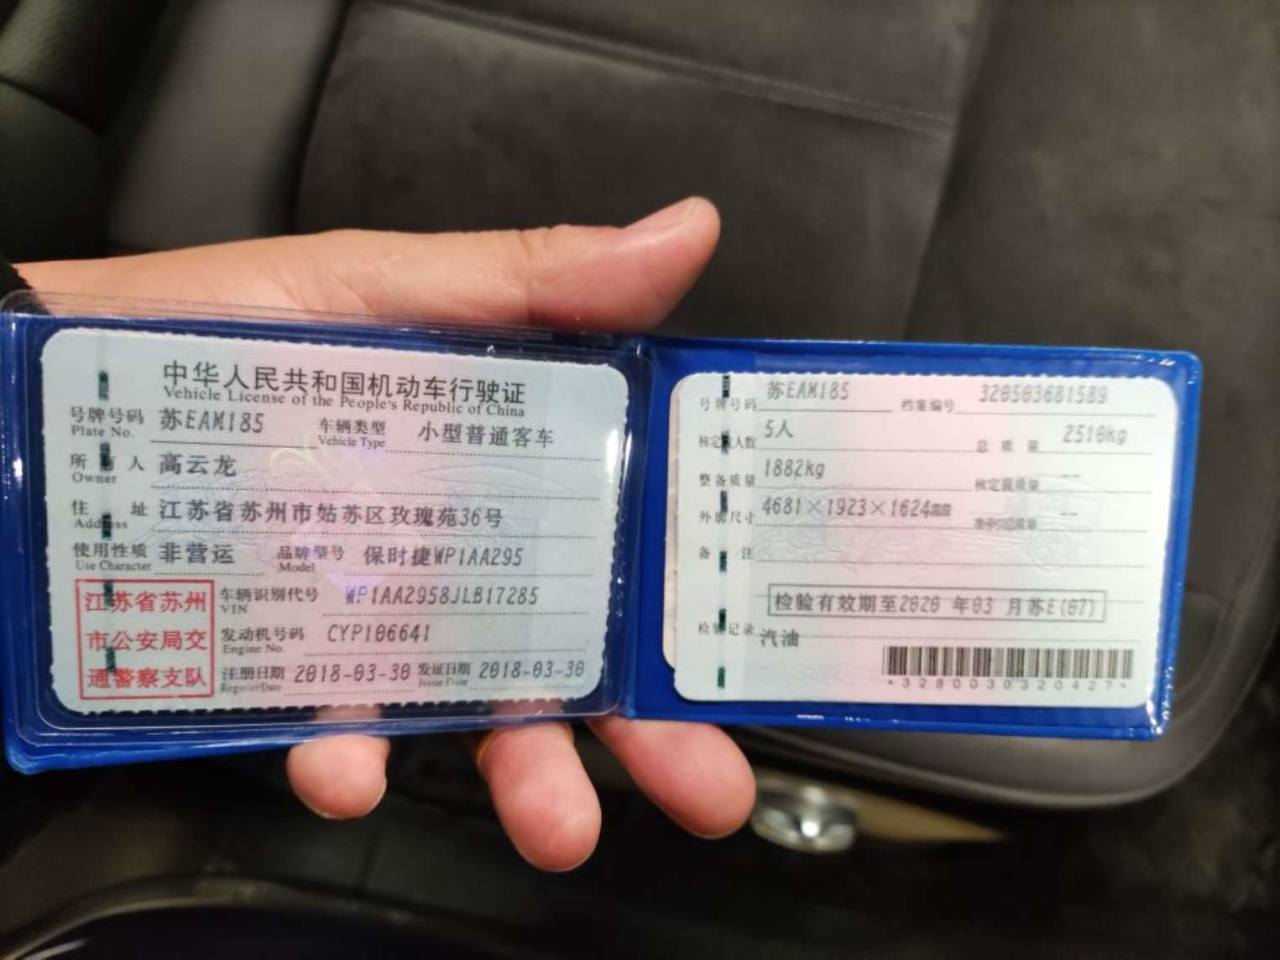 中华人民共和国机动车行驶证
Vehicle License of the People's Republic of China
号牌号码 苏EAM185 车辆类型 小型普通客车
Plate No. Vehicle Type
所有人 高云龙
Owner
住址 江苏省苏州市姑苏区玫瑰苑36号
Address
使用性质 非营运 品牌型号 保时捷WP1AA295
Use Character Model
江苏省苏州
市公安局交
通警察支队
车辆识别代号 WP1AA2958JLB17285
VIN
发动机号码 CYP106641
Engine No.
注册日期 2018-03-30 发证日期 2018-03-30
Register Date Issue Date
号牌号码 苏EAM185 档案编号 320503681589
核定载人数 5人 总质量 2510kg
整备质量 1882kg 核定载质量 --
外廓尺寸 4681×1923×1624mm 准牵引总质量 --
备注
检验有效期至2020年03月苏E(07)
检验记录 汽油
*3280030320427*